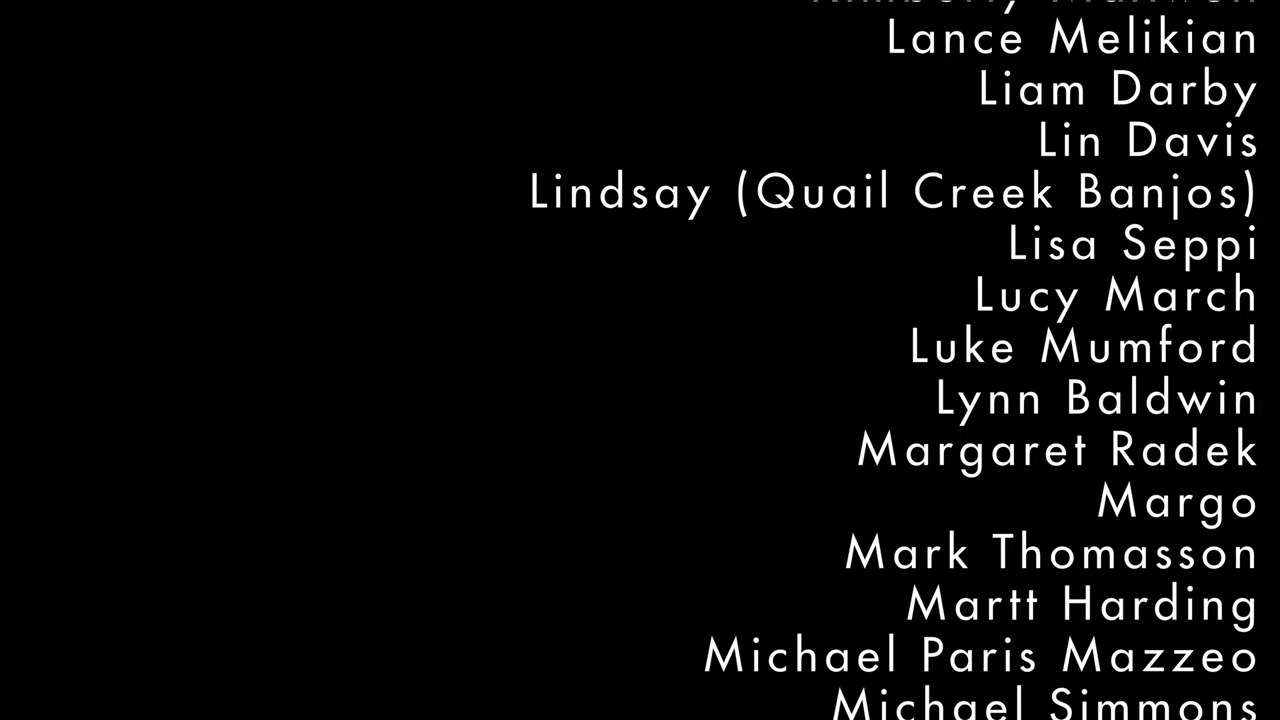 Lance Melikian
Liam Darby
Lin Davis
Lindsay (Quail Creek Banjos)
Lisa Seppi
Lucy March
Luke Mumford
Lynn Baldwin
Margaret Radek
Margo
Mark Thomasson
Martt Harding
Michael Paris Mazzeo
Michael Simmons